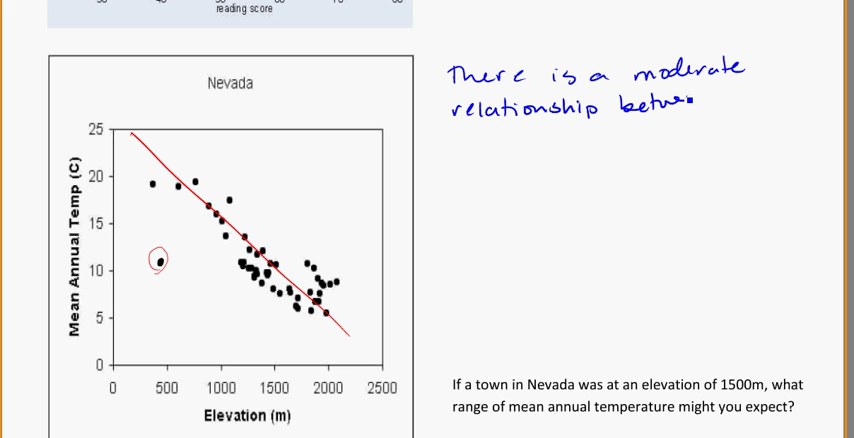 reading score
There is a moderate
relationship betwe
Nevada
25
20
15
10
5
0
Mean Annual Temp (C)
0 500 1000 1500 2000 2500
Elevation (m)
If a town in Nevada was at an elevation of 1500m, what
range of mean annual temperature might you expect?